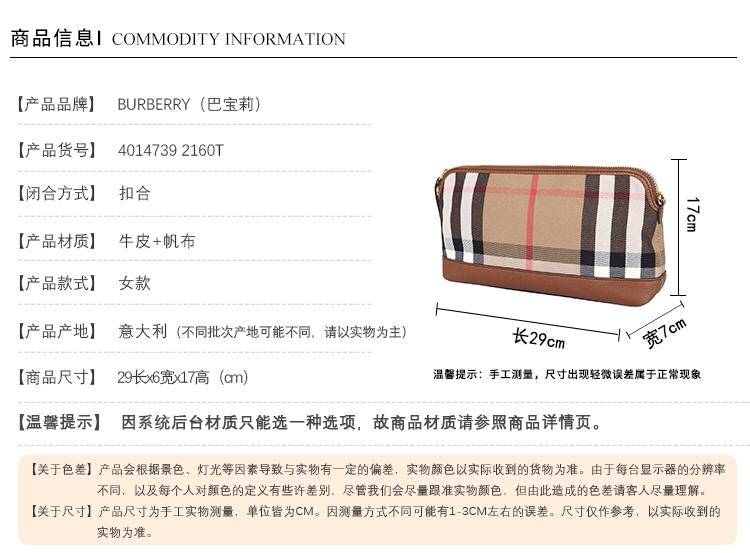 商品信息I COMMODITY INFORMATION
【产品品牌】 BURBERRY（巴宝莉）
【产品货号】 4014739 2160T
【闭合方式】 扣合
【产品材质】 牛皮+帆布
【产品款式】 女款
【产品产地】 意大利（不同批次产地可能不同，请以实物为主）
【商品尺寸】 29长x6宽x17高（cm）
17cm
长29cm
宽7cm
温馨提示：手工测量，尺寸出现轻微误差属于正常现象
【温馨提示】 因系统后台材质只能选一种选项，故商品材质请参照商品详情页。
【关于色差】产品会根据景色、灯光等因素导致与实物有一定的偏差，实物颜色以实际收到的货物为准。由于每台显示器的分辨率
不同，以及每个人对颜色的定义有些许差别，尽管我们会尽量跟准实物颜色，但由此造成的色差请客人尽量理解。
【关于尺寸】产品尺寸为手工实物测量，单位皆为CM。因测量方式不同可能有1-3CM左右的误差。尺寸仅作参考，以实际收到的
实物为准。